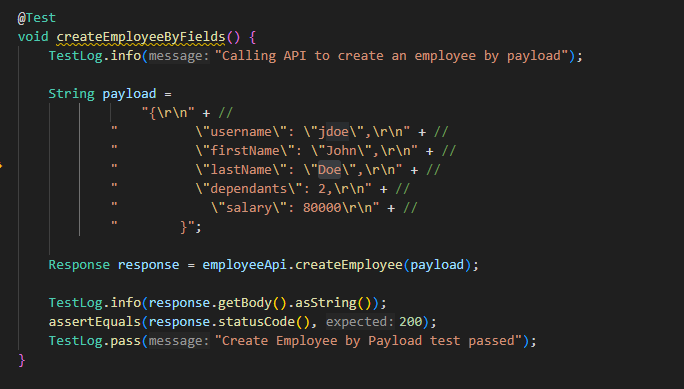 @Test
void createEmployeeByFields() {
TestLog.info(message: "Calling API to create an employee by payload");
String payload =
"{\r\n" + //
"          \"username\": \"jdoe\",\r\n" + //
"          \"firstName\": \"John\",\r\n" + //
"          \"lastName\": \"Doe\",\r\n" + //
"          \"dependants\": 2,\r\n" + //
"            \"salary\": 80000\r\n" + //
"        }";
Response response = employeeApi.createEmployee(payload);
TestLog.info(response.getBody().asString());
assertEquals(response.statusCode(), expected: 200);
TestLog.pass(message: "Create Employee by Payload test passed");
}